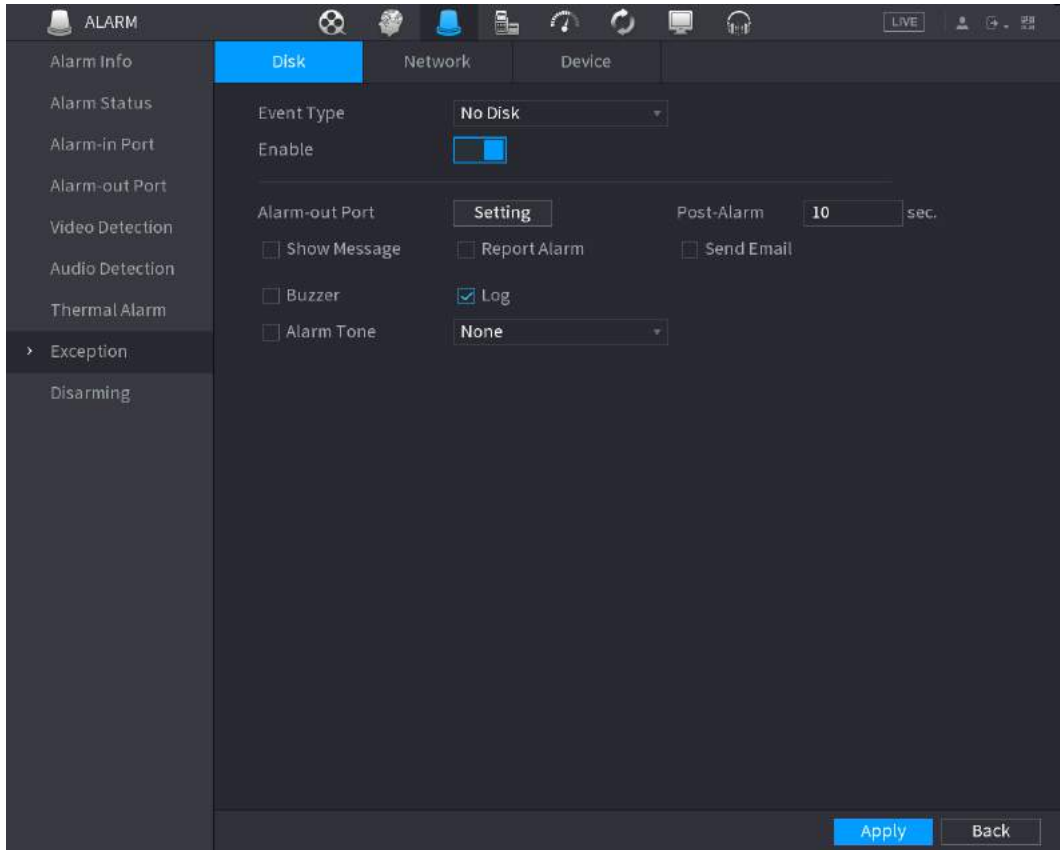 ALARM LIVE
Alarm Info
Alarm Status
Alarm-in Port
Alarm-out Port
Video Detection
Audio Detection
Thermal Alarm
Exception
Disarming
Disk Network Device
Event Type No Disk
Enable
Alarm-out Port Setting Post-Alarm 10 sec.
Show Message Report Alarm Send Email
Buzzer Log
Alarm Tone None
Apply Back